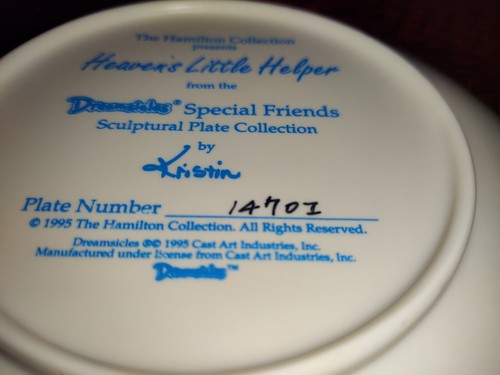 The Hamilton Collection
presents
Heaven's Little Helper
from the
Dreamsicles® Special Friends
Sculptural Plate Collection
by
Kristin
Plate Number 14701
© 1995 The Hamilton Collection. All Rights Reserved.
Dreamsicles ®© 1995 Cast Art Industries, Inc.
Manufactured under license from Cast Art Industries, Inc.
Dreamsicles™